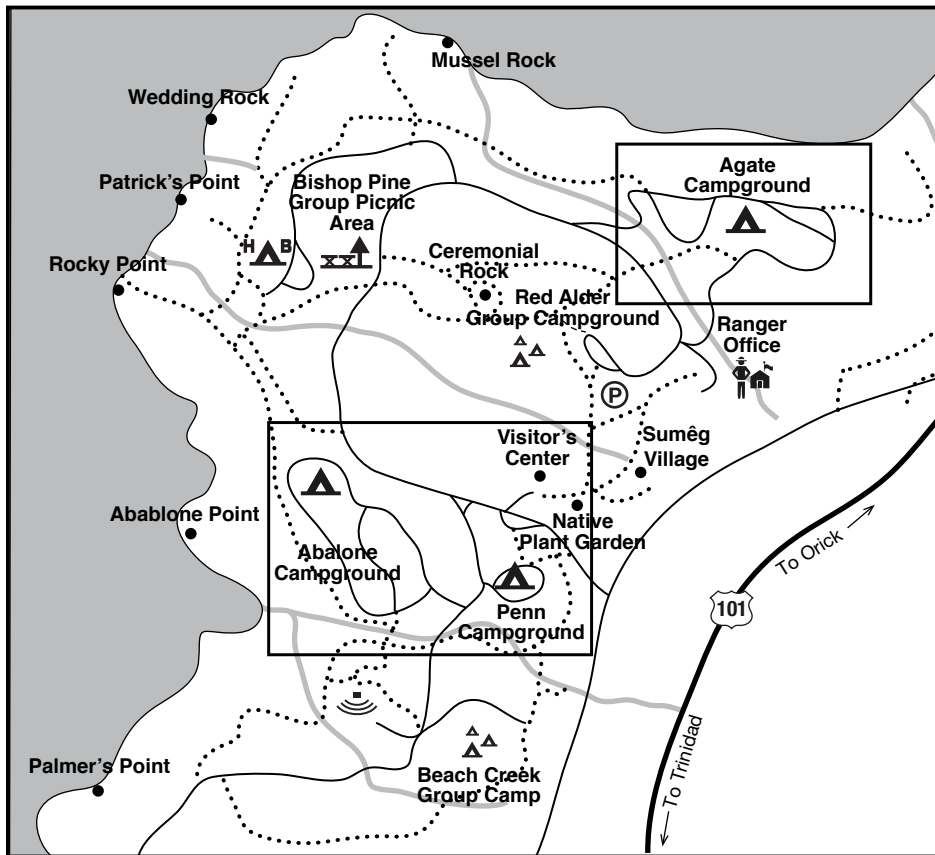 Mussel Rock
Wedding Rock
Agate
Campground
Patrick's Point
Bishop Pine
Group Picnic
Area
H B
Ceremonial
Rock
Rocky Point
Red Alder
Group Campground
Ranger
Office
P
Visitor's
Center
Sumêg
Village
Abablone Point
Native
Plant Garden
Abalone
Campground
To Orick
101
Penn
Campground
To Trinidad
Palmer's Point
Beach Creek
Group Camp